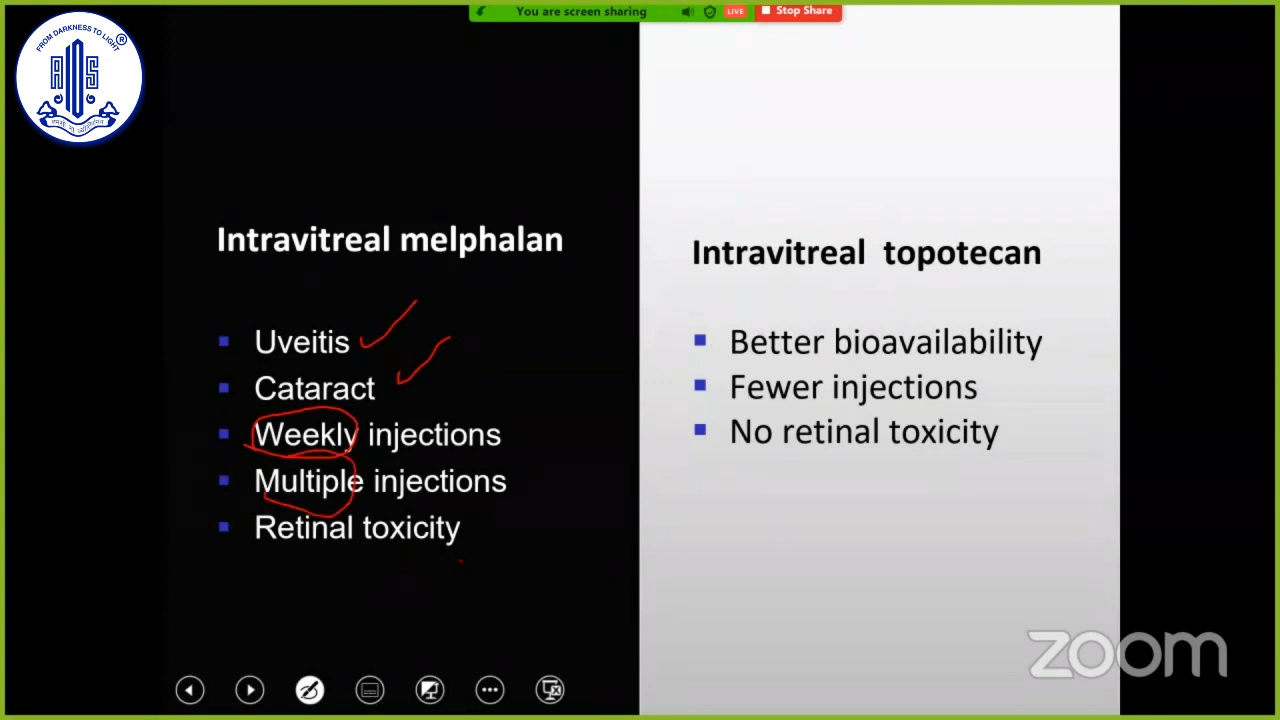 You are screen sharing
LIVE
Stop Share
FROM DARKNESS TO LIGHT
®
AIOS
Intravitreal melphalan
Uveitis
Cataract
Weekly injections
Multiple injections
Retinal toxicity
Intravitreal topotecan
Better bioavailability
Fewer injections
No retinal toxicity
zoom